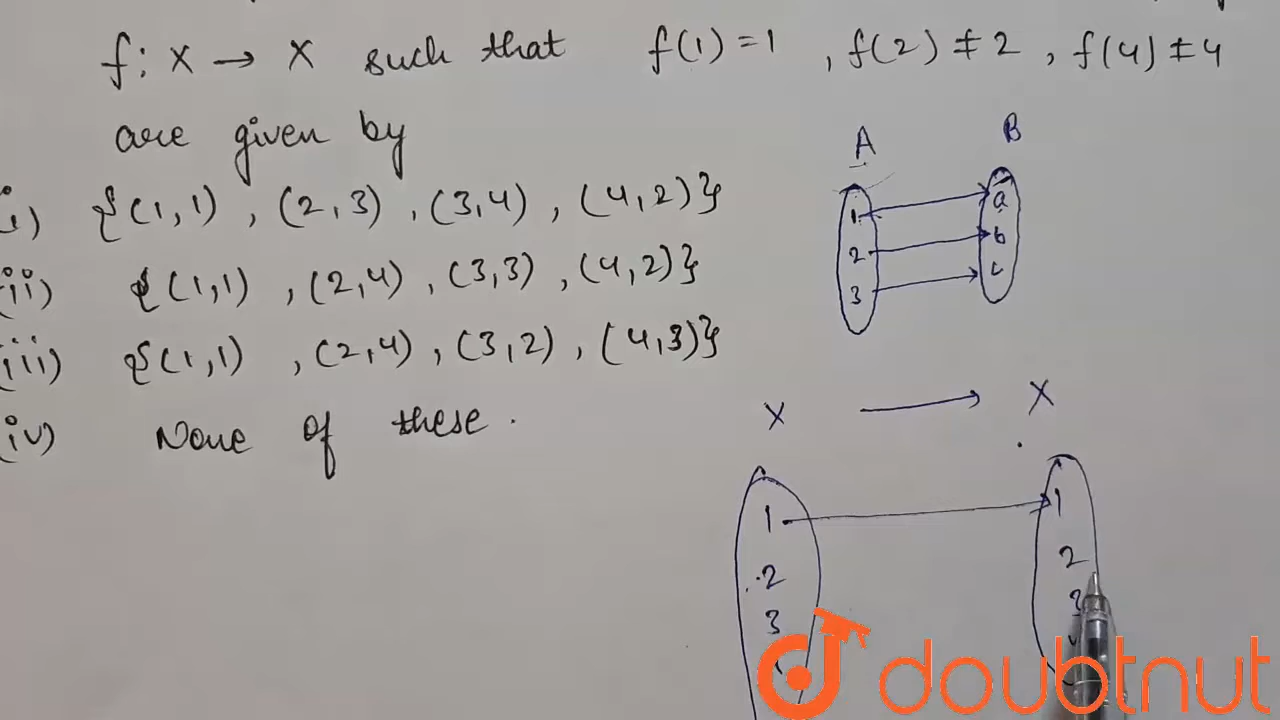 f: X → X such that f(1) = 1 , f(2) ≠ 2 , f(4) ≠ 4
are given by
i) {(1,1) , (2,3) , (3,4) , (4,2)}
(ii) {(1,1) , (2,4) , (3,3) , (4,2)}
(iii) {(1,1) , (2,4) , (3,2) , (4,3)}
(iv) None of these .
A B
1 a
2 b
3 c
X → X
1 1
2 2
3 3
doubtnut